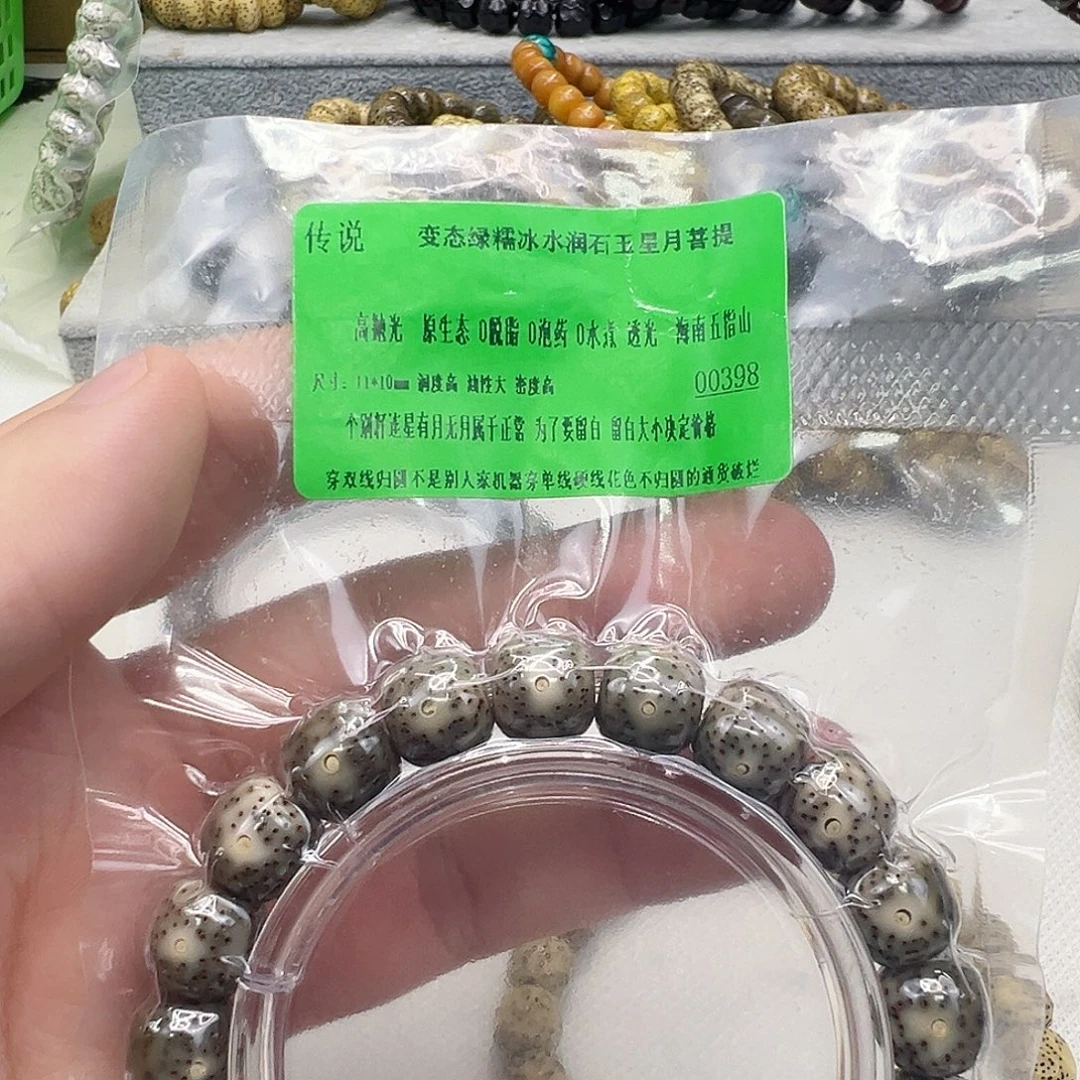 传说 变态绿糯冰水润石王星月菩提
高抛光 原生态 0脱脂 0泡药 0水煮 透光 海南五指山
尺寸：11*10mm 润度高 油性大 密度高 00398
个别籽连星有月无月属于正常 为了要留白 留白大小决定价格
穿双线归圆不是别人家机器穿单线硬线花色不归圆的通货破烂